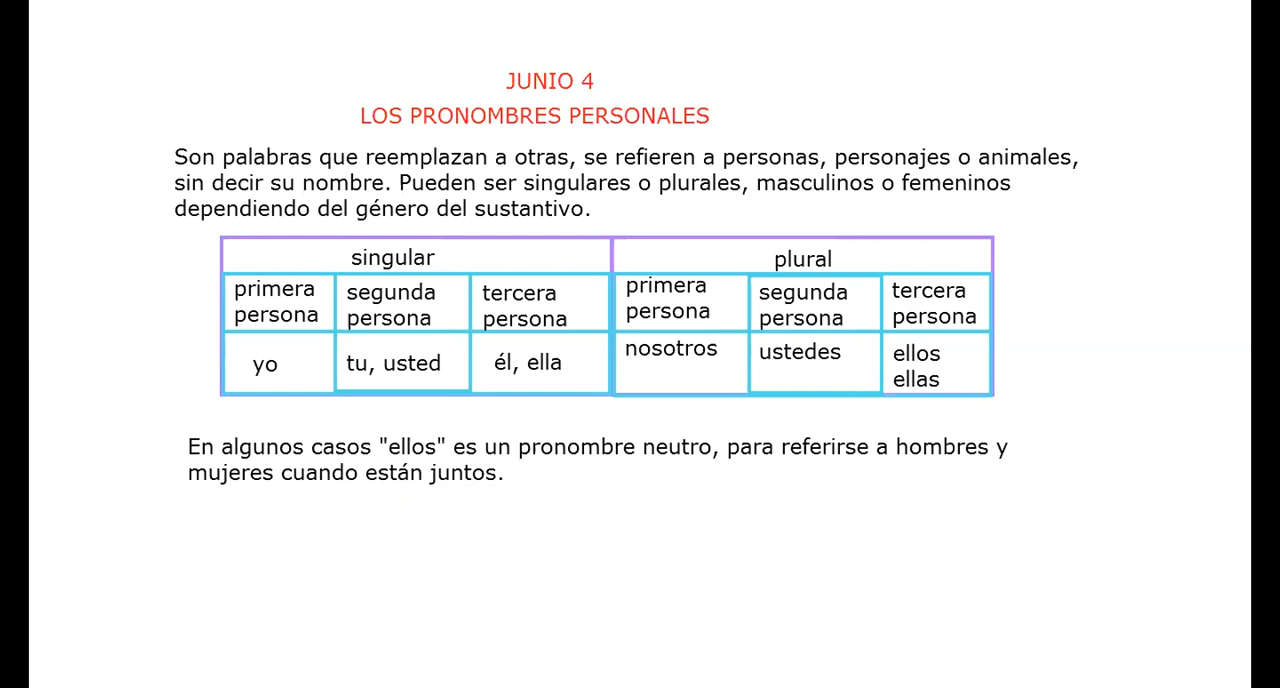 JUNIO 4
LOS PRONOMBRES PERSONALES
Son palabras que reemplazan a otras, se refieren a personas, personajes o animales,
sin decir su nombre. Pueden ser singulares o plurales, masculinos o femeninos
dependiendo del género del sustantivo.
singular
plural
primera
persona
segunda
persona
tercera
persona
primera
persona
segunda
persona
tercera
persona
yo
tu, usted
él, ella
nosotros
ustedes
ellos
ellas
En algunos casos "ellos" es un pronombre neutro, para referirse a hombres y
mujeres cuando están juntos.